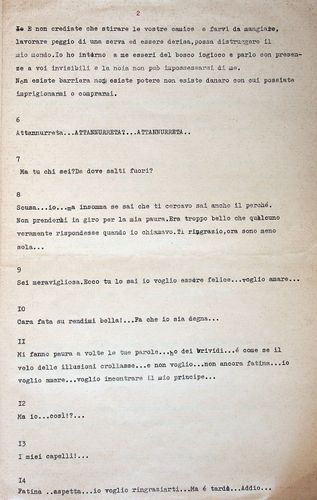 2
Io E non crediate che stirare le vostre camice e farvi da mangiare,
lavorare peggio di una serva ed essere derisa,possa distruggere il
mio mondo.Io ho intorno a me esseri del bosco iogioco e parlo con presen-
se a voi invisibili e la noia non può impossessarsi di me.
Non esiste barriera non esiste potere non esiste danaro con cui possiate
imprigionarmi o comprarmi.
6
Attannurreta...ATTANNURRETA?...ATTANNURRETA..
7
Ma tu chi sei?Da dove salti fuori?
8
Scusa...io..ma insomma se sai che ti cercavo sai anche il perché.
Non prendermi in giro per la mia paura.Era troppo bello che qualcuno
veramente rispondesse quando io chiamavo.Ti ringrasio,ora sono meno
sola...
9
Sei meravigliosa.Ecco tu lo sai io voglio essere felice...voglio amare...
IO
Cara fata su rendimi bella!...Fa che io sia degna...
II
Mi fanno paura a volte le tue parole...ho dei brividi...é come se il
velo delle illusioni crollasse...e non voglio...non ancora fatina...io
voglio amare...voglio incontrare il mio principe...
I2
Ma io...così?...
I3
I miei capelli!...
I4
Fatina ..aspetta...io voglio ringrasiarti...Ma é tardi...Addio...